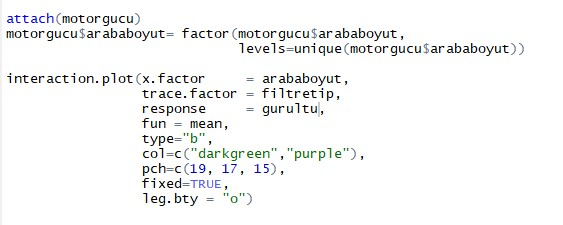 attach(motorgucu)
motorgucu$arababoyut= factor(motorgucu$arababoyut,
levels=unique(motorgucu$arababoyut))
interaction.plot(x.factor = arababoyut,
trace.factor = filtretip,
response = gurultu,
fun = mean,
type="b",
col=c("darkgreen","purple"),
pch=c(19, 17, 15),
fixed=TRUE,
leg.bty = "o")